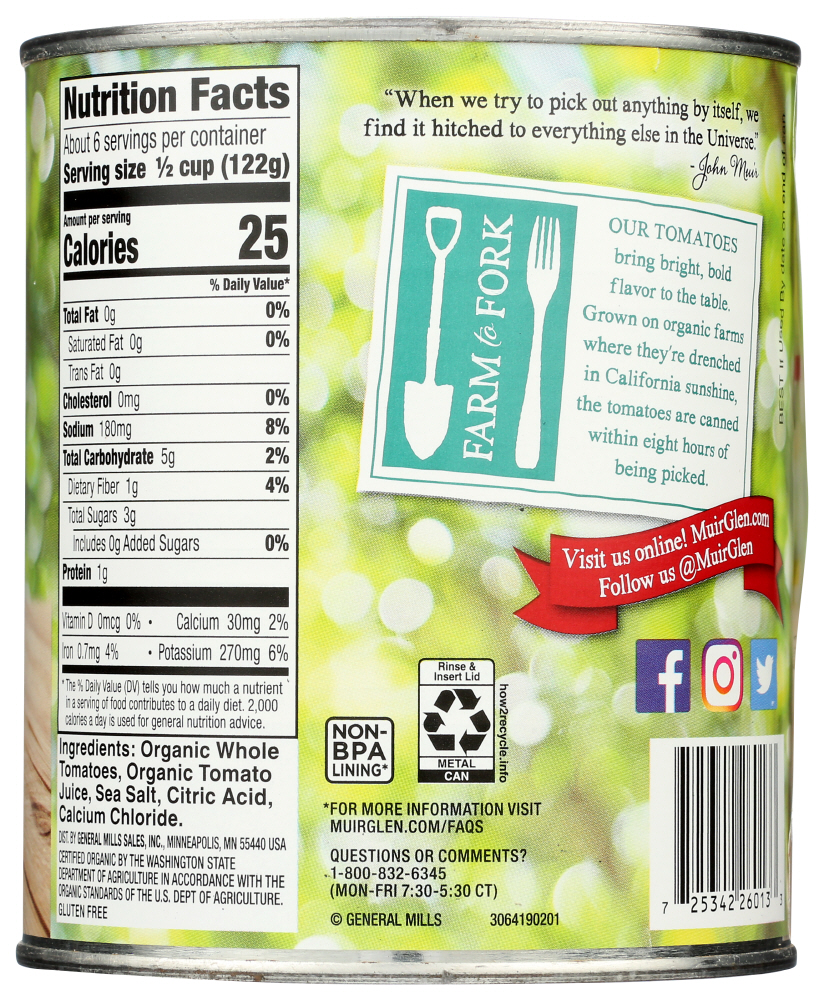 Nutrition Facts
About 6 servings per container
Serving size ½ cup (122g)
Amount per serving
Calories 25
% Daily Value*
Total Fat 0g 0%
Saturated Fat 0g 0%
Trans Fat 0g
Cholesterol 0mg 0%
Sodium 180mg 8%
Total Carbohydrate 5g 2%
Dietary Fiber 1g 4%
Total Sugars 3g
Includes 0g Added Sugars 0%
Protein 1g
Vitamin D 0mcg 0% • Calcium 30mg 2%
Iron 0.7mg 4% • Potassium 270mg 6%
*The % Daily Value (DV) tells you how much a nutrient
in a serving of food contributes to a daily diet. 2,000
calories a day is used for general nutrition advice.
Ingredients: Organic Whole
Tomatoes, Organic Tomato
Juice, Sea Salt, Citric Acid,
Calcium Chloride.
DIST. BY GENERAL MILLS SALES, INC., MINNEAPOLIS, MN 55440 USA
CERTIFIED ORGANIC BY THE WASHINGTON STATE
DEPARTMENT OF AGRICULTURE IN ACCORDANCE WITH THE
ORGANIC STANDARDS OF THE U.S. DEPT OF AGRICULTURE.
GLUTEN FREE
“When we try to pick out anything by itself, we
find it hitched to everything else in the Universe.”
- John Muir
FARM to FORK
OUR TOMATOES
bring bright, bold
flavor to the table.
Grown on organic farms
where they're drenched
in California sunshine,
the tomatoes are canned
within eight hours of
being picked.
BEST if Used By date on end of can
Visit us online! MuirGlen.com
Follow us @MuirGlen
f
NON-
BPA
LINING*
Rinse &
Insert Lid
METAL
CAN
how2recycle.info
*FOR MORE INFORMATION VISIT
MUIRGLEN.COM/FAQS
QUESTIONS OR COMMENTS?
1-800-832-6345
(MON-FRI 7:30-5:30 CT)
© GENERAL MILLS 3064190201
7 25342 26013 3